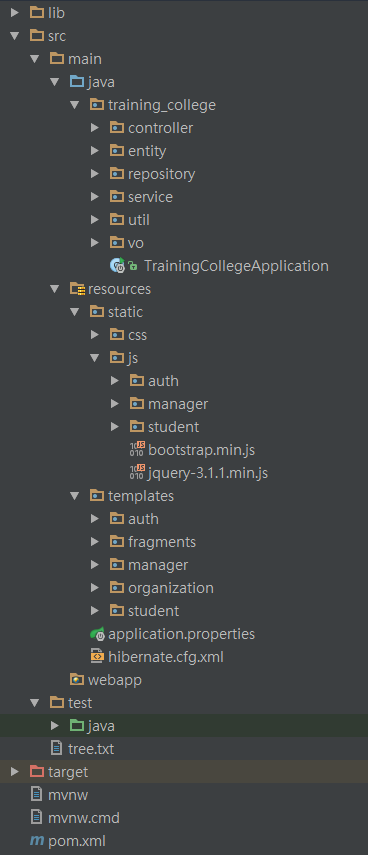 lib
src
main
java
training_college
controller
entity
repository
service
util
vo
TrainingCollegeApplication
resources
static
css
js
auth
manager
student
bootstrap.min.js
jquery-3.1.1.min.js
templates
auth
fragments
manager
organization
student
application.properties
hibernate.cfg.xml
webapp
test
java
tree.txt
target
mvnw
mvnw.cmd
pom.xml